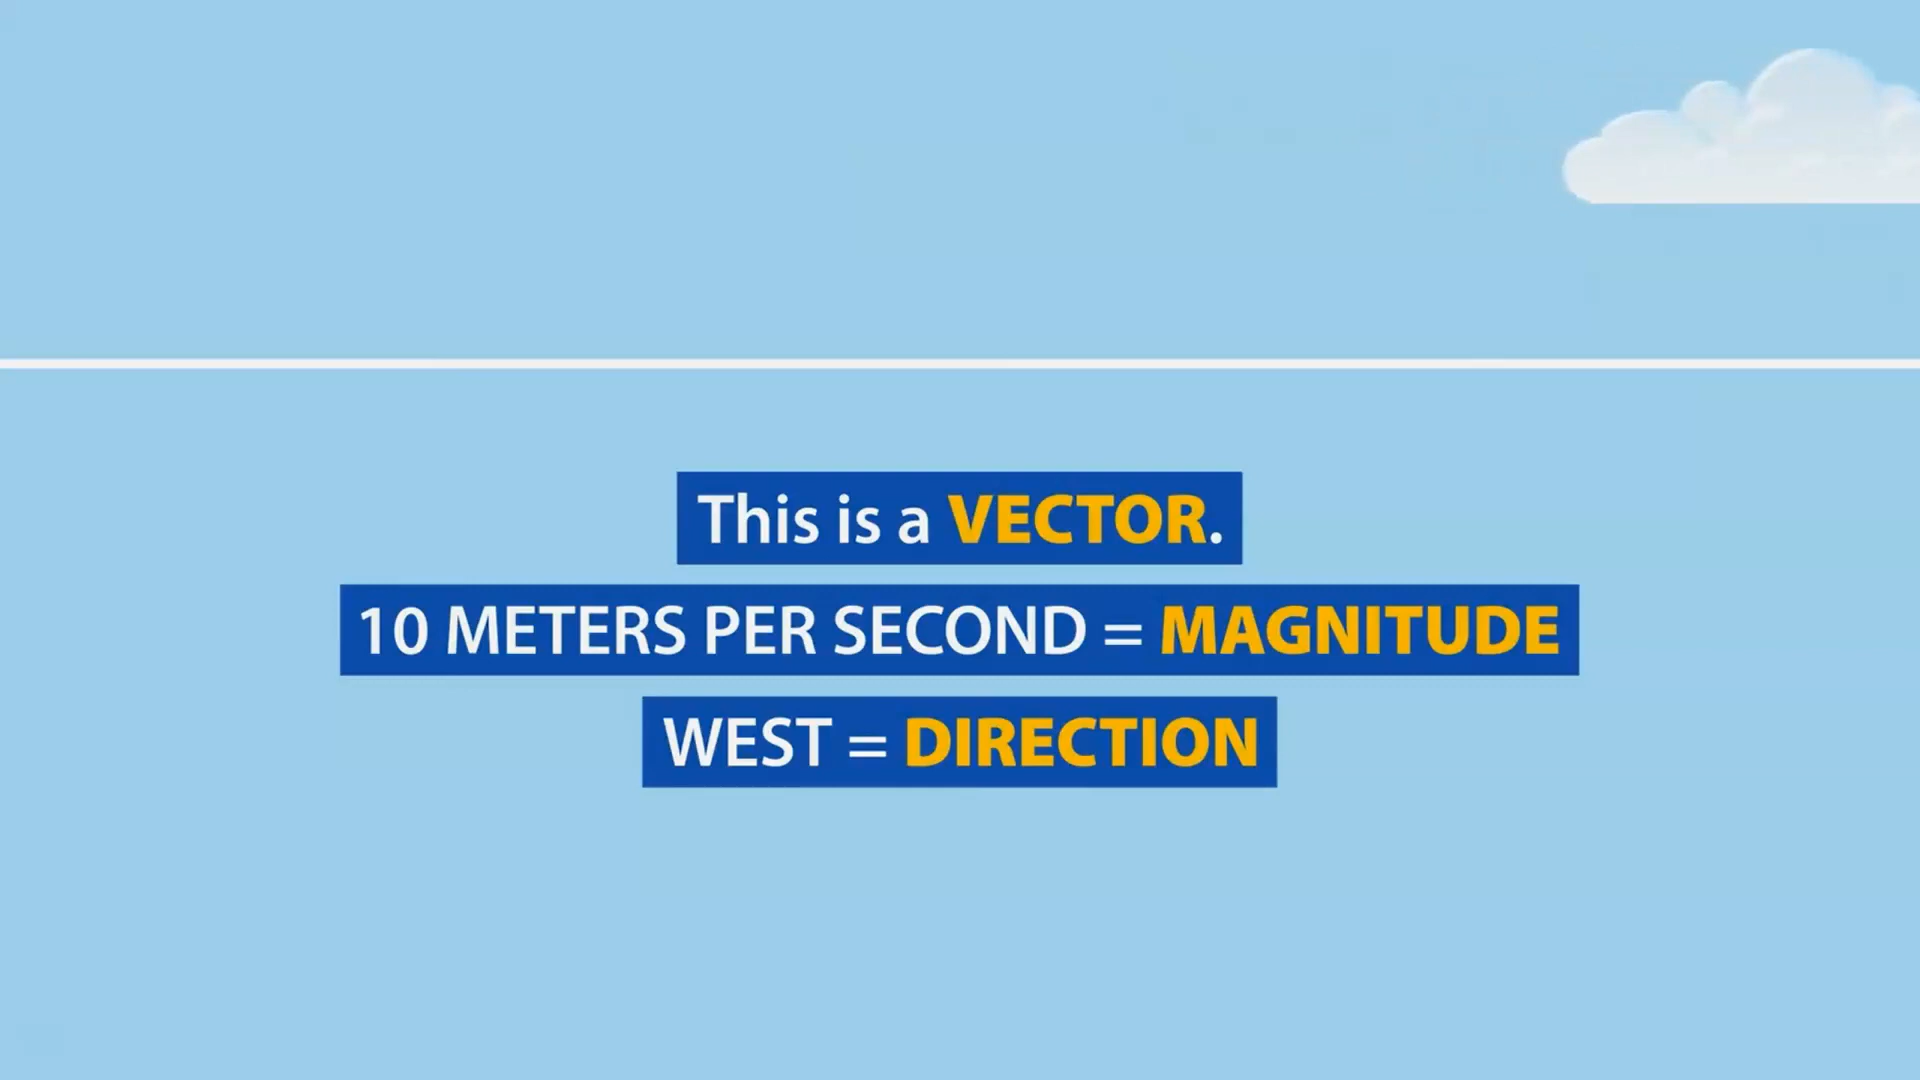 This is a VECTOR.
10 METERS PER SECOND = MAGNITUDE
WEST = DIRECTION